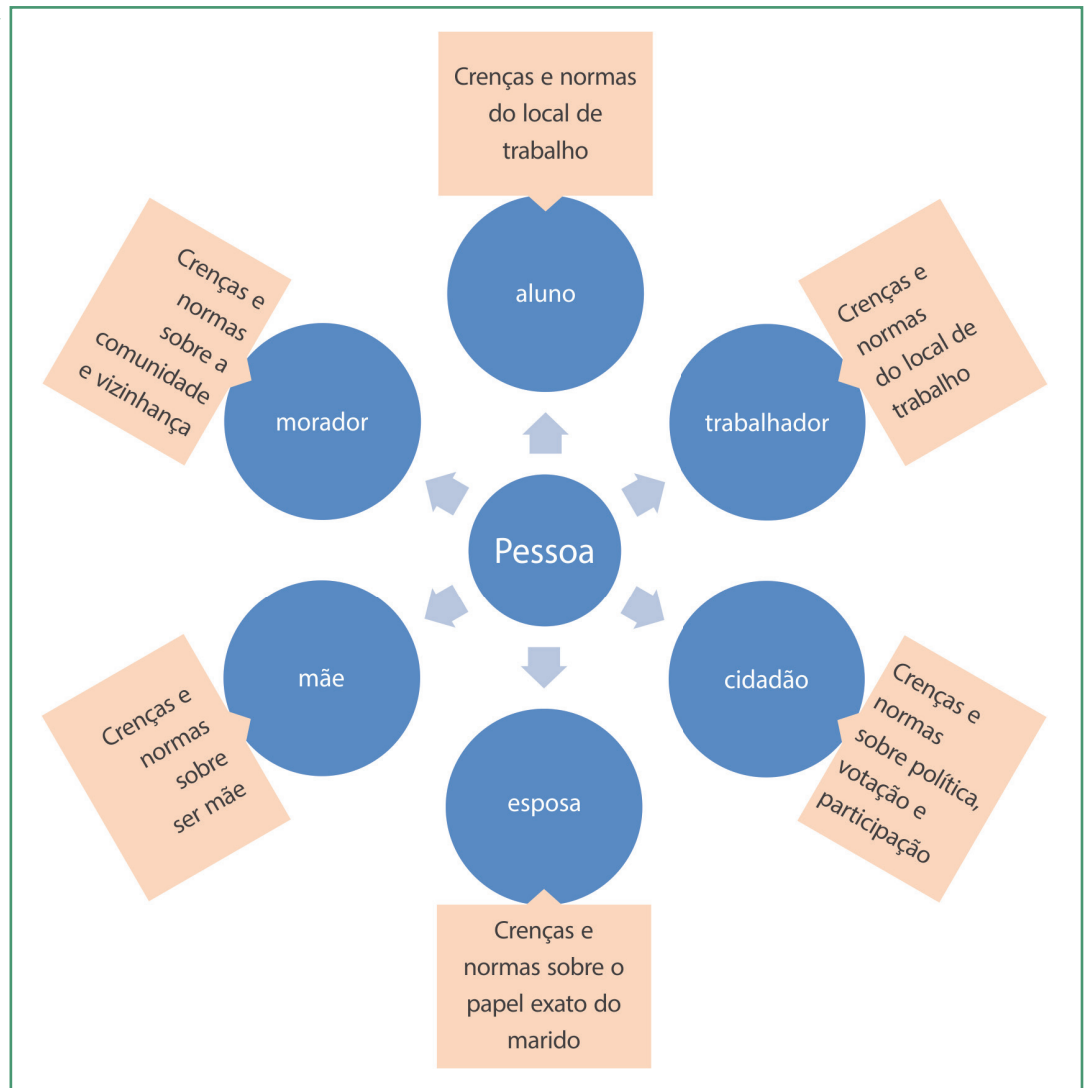 Crenças e normas
do local de
trabalho
aluno
Crenças e
normas
sobre a
comunidade
e vizinhança
morador
Crenças e
normas
do local de
trabalho
trabalhador
Pessoa
mãe
Crenças e
normas
sobre
ser mãe
cidadão
Crenças e
normas
sobre política,
votação e
participação
esposa
Crenças e
normas sobre o
papel exato do
marido